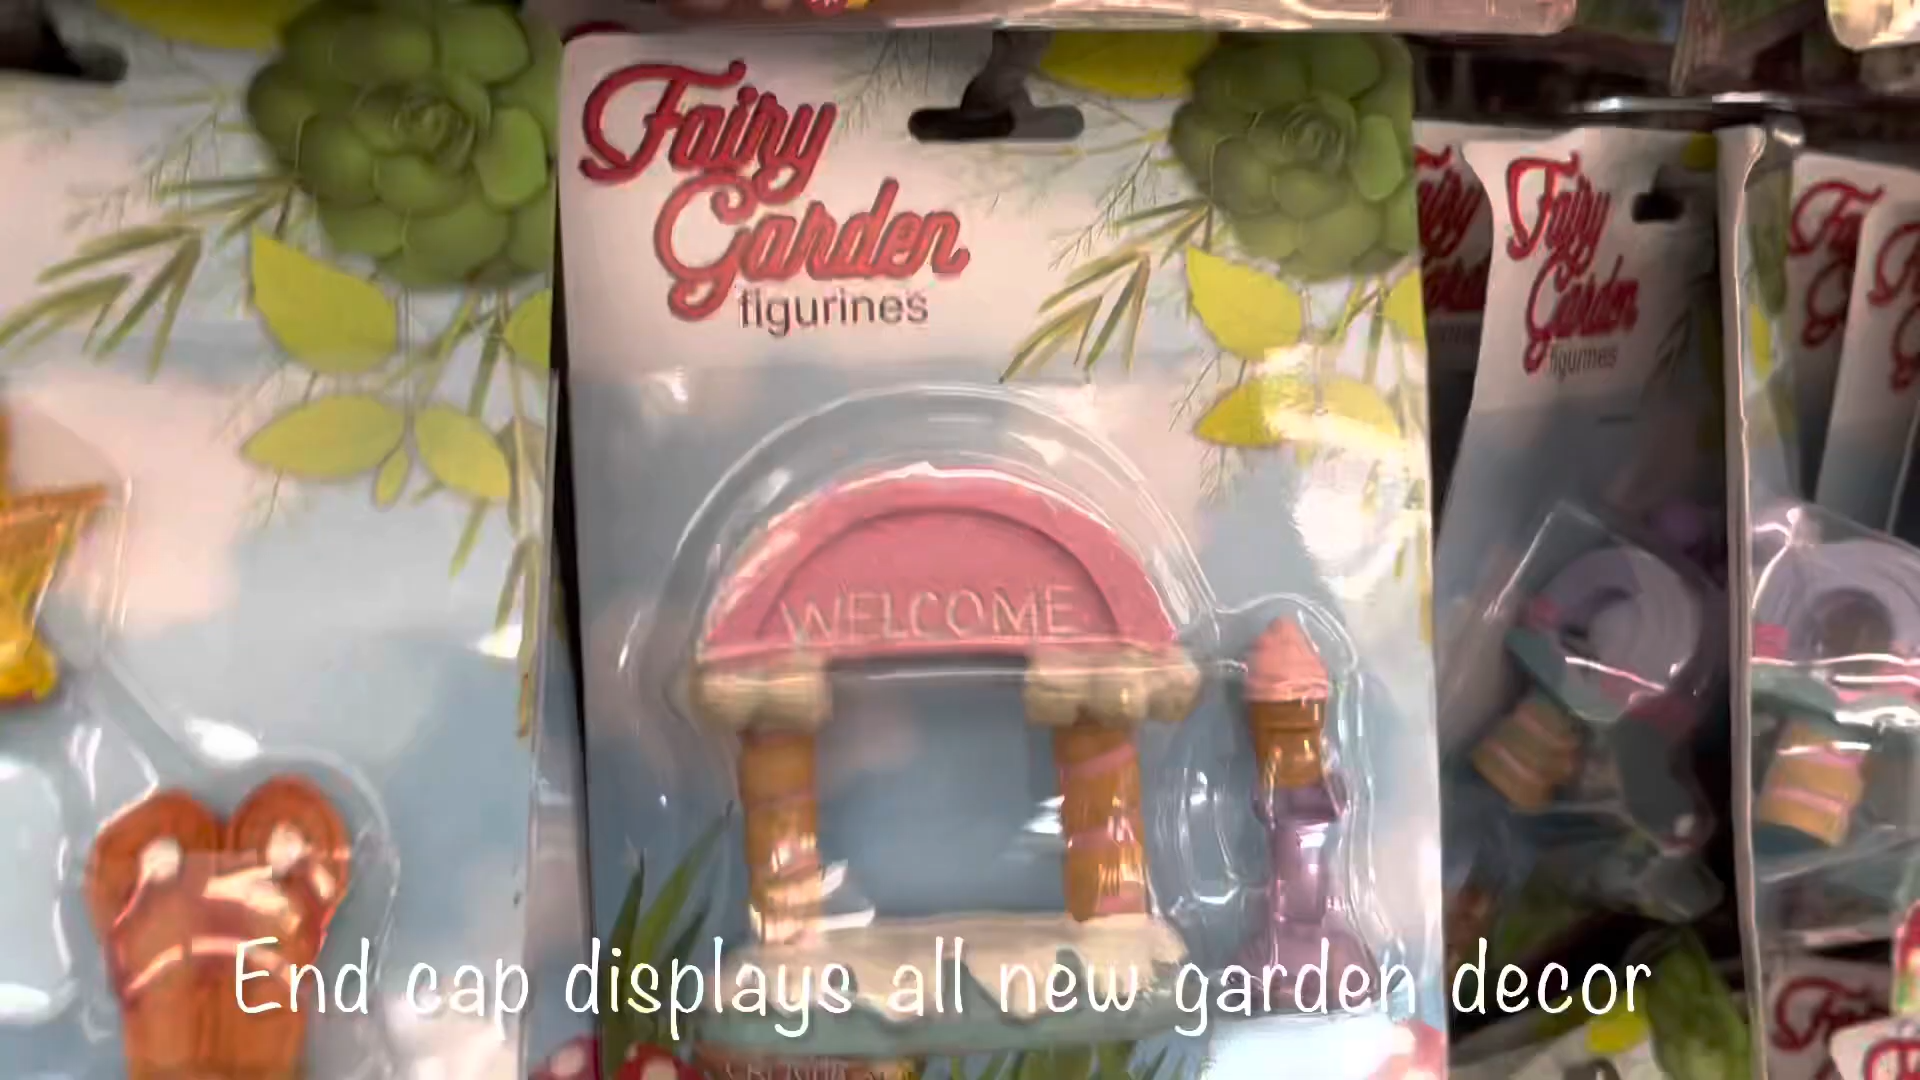 Fairy
Garden
figurines
WELCOME
Fairy
Garden
figurines
End cap displays all new garden decor